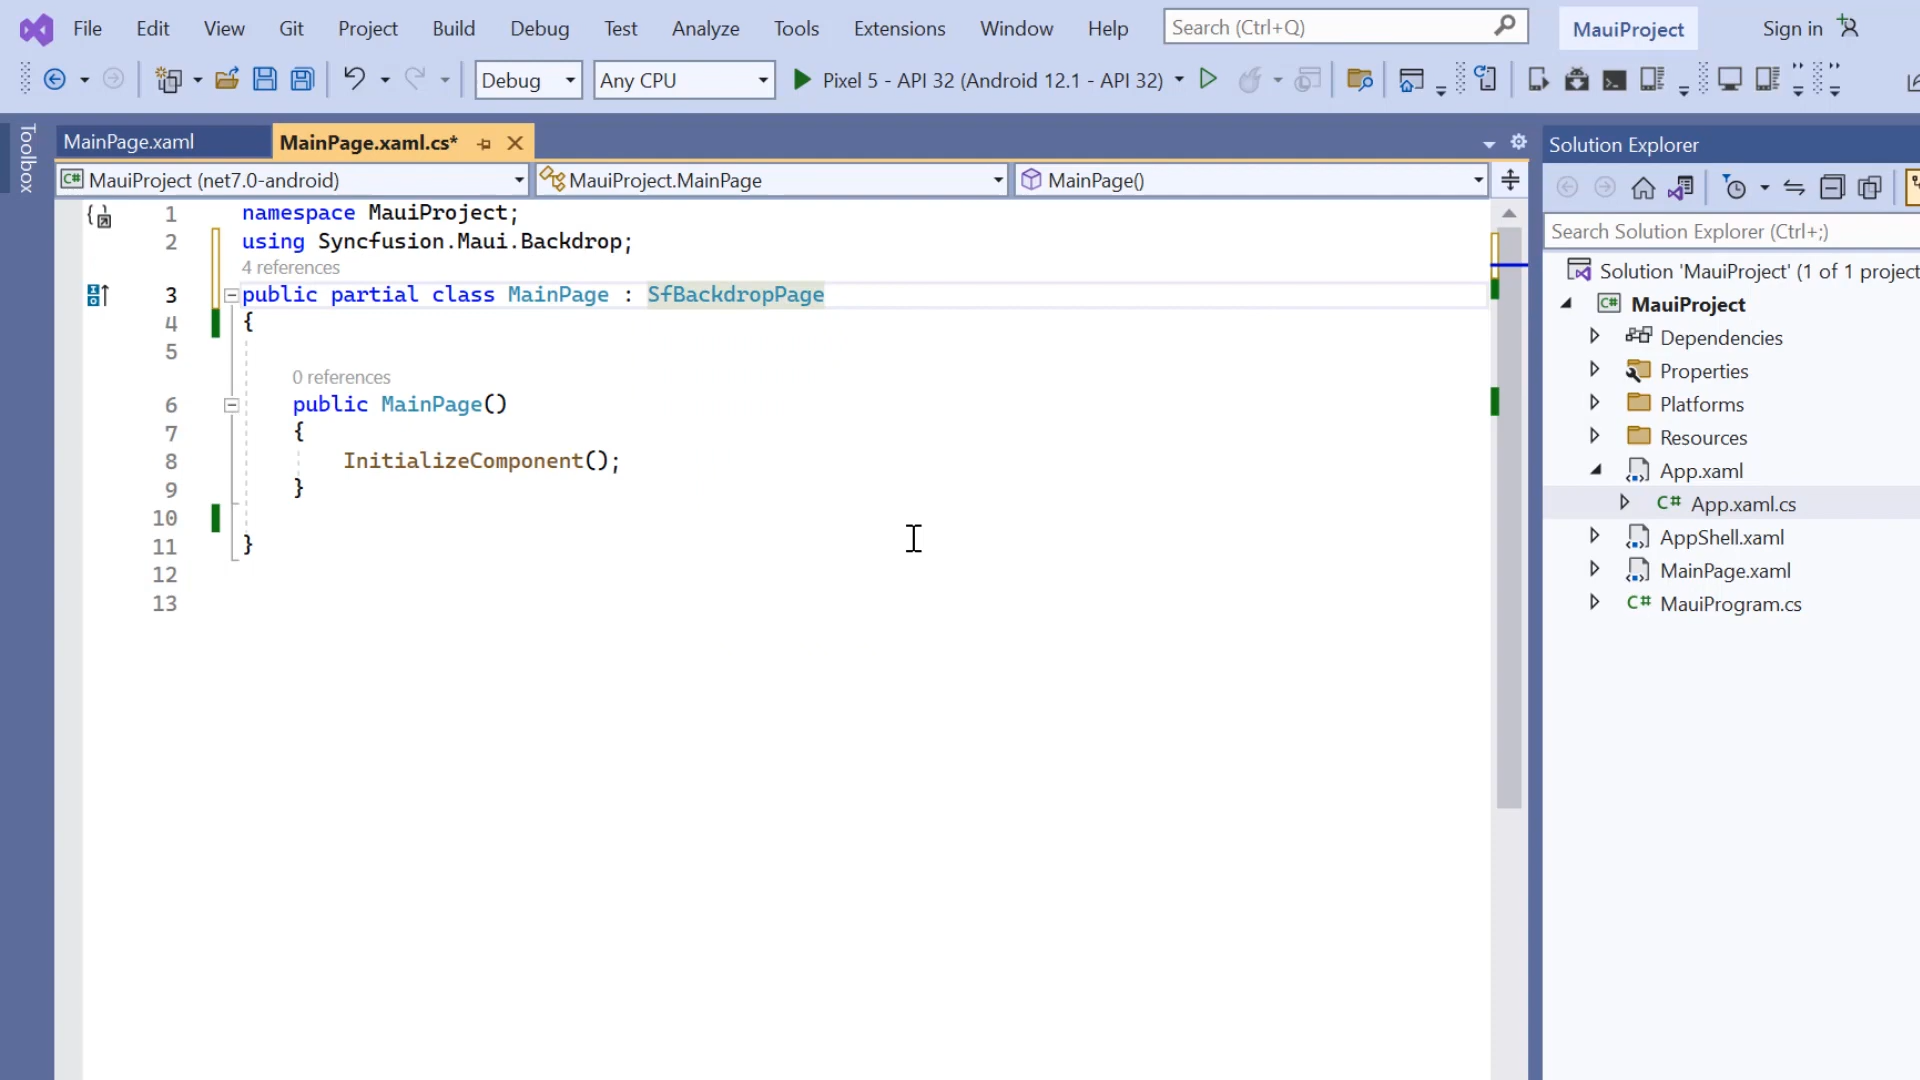 File Edit View Git Project Build Debug Test Analyze Tools Extensions Window Help Search (Ctrl+Q) MauiProject Sign in
Debug Any CPU Pixel 5 - API 32 (Android 12.1 - API 32)
Toolbox
MainPage.xaml MainPage.xaml.cs*
MauiProject (net7.0-android) MauiProject.MainPage MainPage()
1 namespace MauiProject;
2 using Syncfusion.Maui.Backdrop;
4 references
3 public partial class MainPage : SfBackdropPage
4 {
5
0 references
6 public MainPage()
7 {
8 InitializeComponent();
9 }
10
11 }
12
13
Solution Explorer
Search Solution Explorer (Ctrl+;)
Solution 'MauiProject' (1 of 1 project
MauiProject
Dependencies
Properties
Platforms
Resources
App.xaml
C# App.xaml.cs
AppShell.xaml
MainPage.xaml
C# MauiProgram.cs